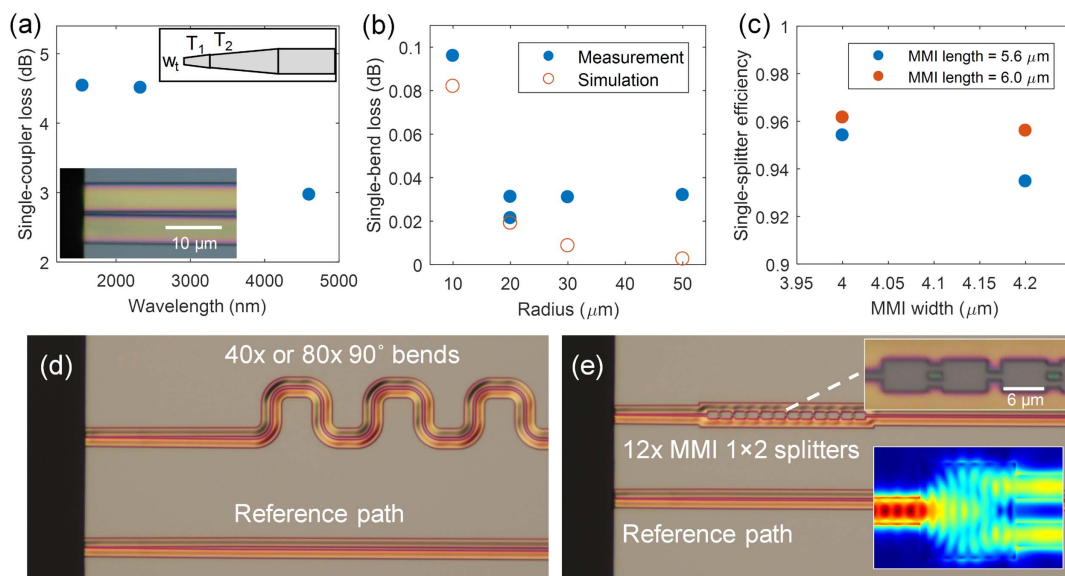 (a)
5
4
3
2
2000
3000
4000
5000
Wavelength (nm)
Single-coupler loss (dB)
wt
T1
T2
10 μm
(b)
0.1
0.08
0.06
0.04
0.02
0
10
20
30
40
50
Radius (μm)
Single-bend loss (dB)
Measurement
Simulation
(c)
1
0.98
0.96
0.94
0.92
0.9
3.95
4
4.05
4.1
4.15
4.2
MMI width (μm)
Single-splitter efficiency
MMI length = 5.6 μm
MMI length = 6.0 μm
(d)
40x or 80x 90° bends
Reference path
(e)
6 μm
12x MMI 1×2 splitters
Reference path